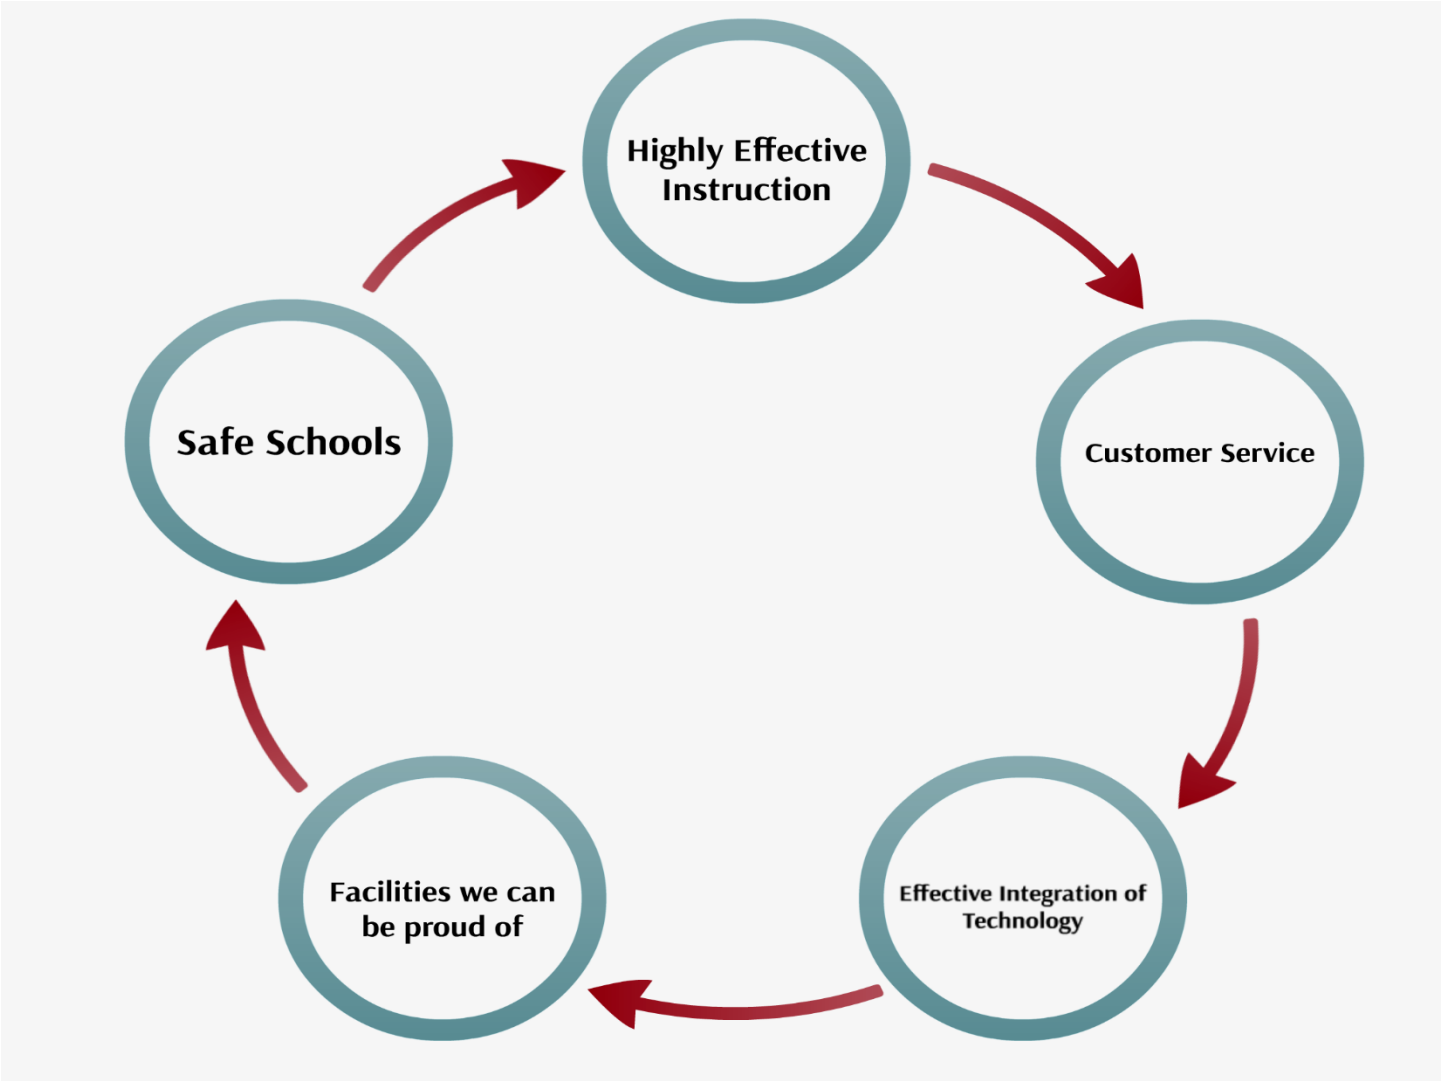 Highly Effective
Instruction
Customer Service
Effective Integration of
Technology
Facilities we can
be proud of
Safe Schools